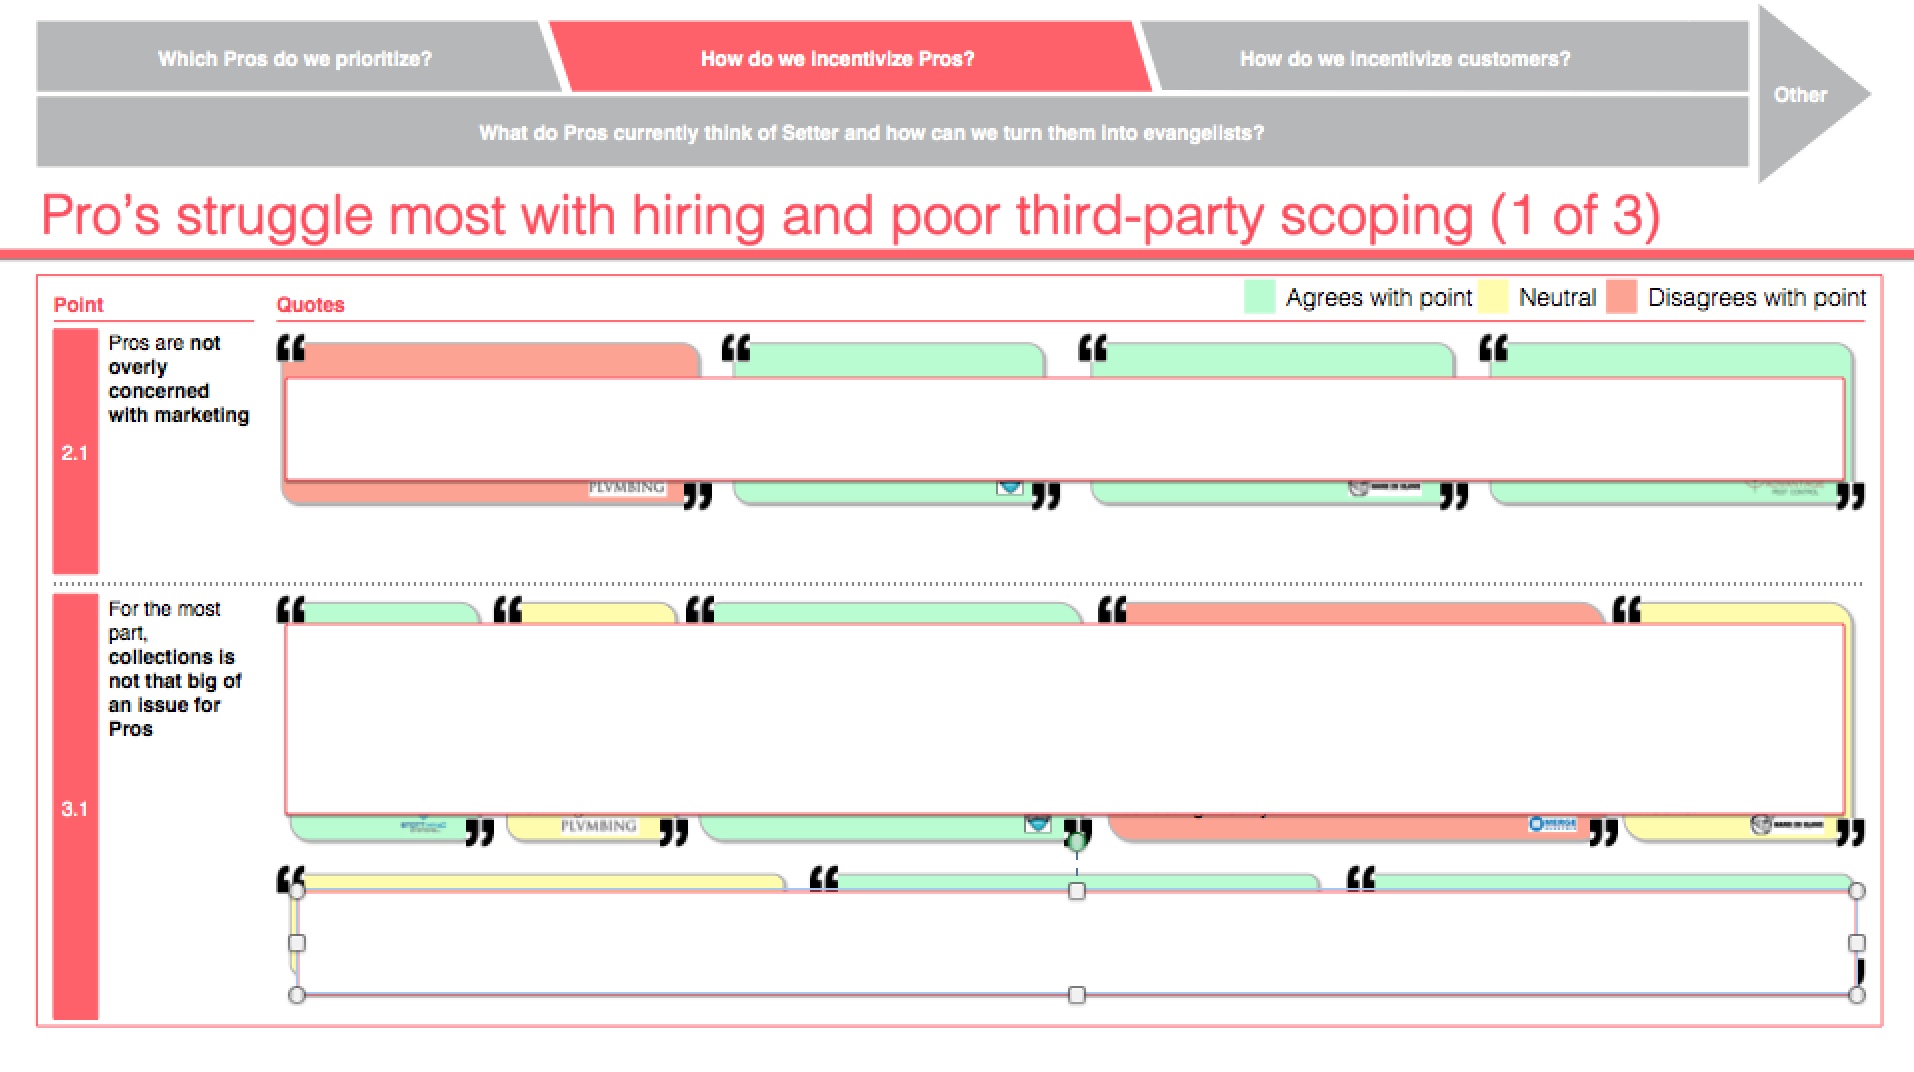 Which Pros do we prioritize?
How do we incentivize Pros?
How do we incentivize customers?
Other
What do Pros currently think of Setter and how can we turn them into evangelists?
Pro’s struggle most with hiring and poor third-party scoping (1 of 3)
Point
Quotes
Agrees with point
Neutral
Disagrees with point
2.1
Pros are not
overly
concerned
with marketing
“ “ “ “
PLVMBING
” ” ” ”
3.1
For the most
part,
collections is
not that big of
an issue for
Pros
“ “ “ “ “
PLVMBING
MERGE
” ” ” ” ”
“ “ “